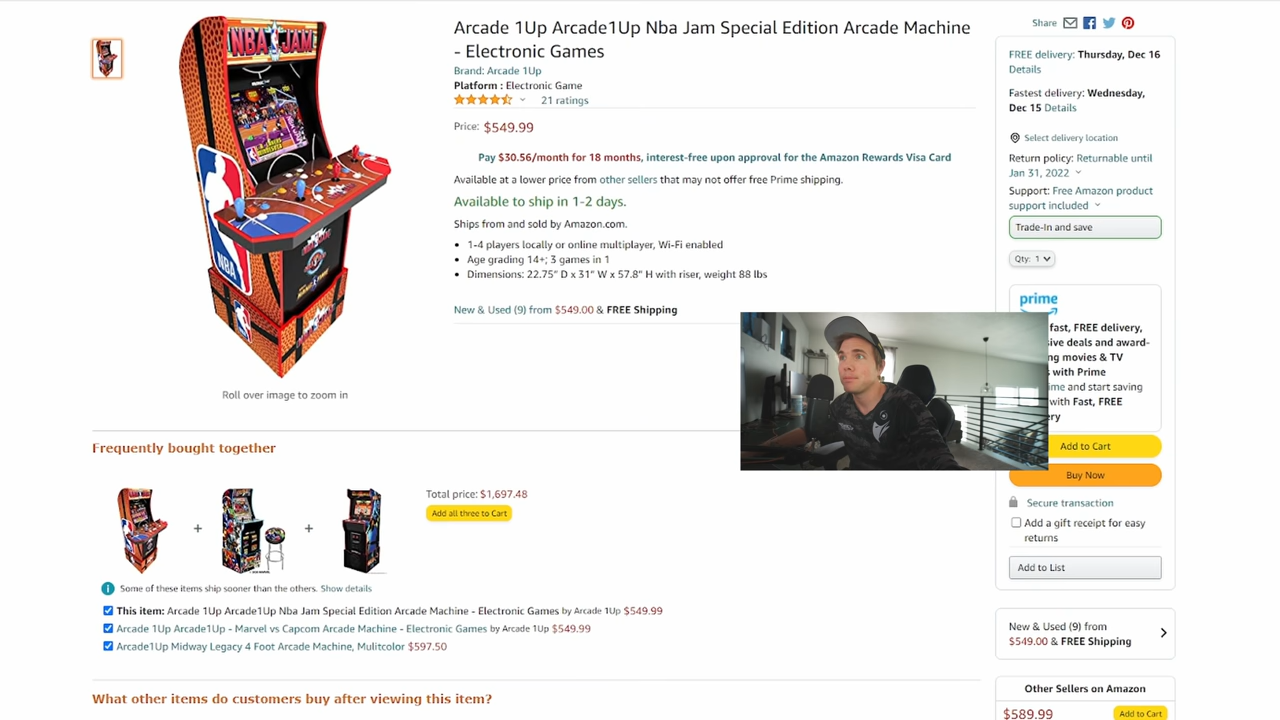 Share
Arcade 1Up Arcade1Up Nba Jam Special Edition Arcade Machine
- Electronic Games
Brand: Arcade 1Up
Platform : Electronic Game
21 ratings
Price: $549.99
Pay $30.56/month for 18 months, interest-free upon approval for the Amazon Rewards Visa Card
Available at a lower price from other sellers that may not offer free Prime shipping.
Available to ship in 1-2 days.
Ships from and sold by Amazon.com.
• 1-4 players locally or online multiplayer, Wi-Fi enabled
• Age grading 14+; 3 games in 1
• Dimensions: 22.75" D x 31" W x 57.8" H with riser, weight 88 lbs
New & Used (9) from $549.00 & FREE Shipping
NBA JAM
NBA
Roll over image to zoom in
FREE delivery: Thursday, Dec 16
Details
Fastest delivery: Wednesday,
Dec 15 Details
Select delivery location
Return policy: Returnable until
Jan 31, 2022
Support: Free Amazon product
support included
Trade-In and save
Qty: 1
prime
fast, FREE delivery,
ive deals and award-
ng movies & TV
s with Prime
ime and start saving
with Fast, FREE
ery
Add to Cart
Buy Now
Secure transaction
Add a gift receipt for easy
returns
Add to List
New & Used (9) from
$549.00 & FREE Shipping
Other Sellers on Amazon
$589.99
Add to Cart
Frequently bought together
+
+
Total price: $1,697.48
Add all three to Cart
Some of these items ship sooner than the others. Show details
This item: Arcade 1Up Arcade1Up Nba Jam Special Edition Arcade Machine - Electronic Games by Arcade 1Up $549.99
Arcade 1Up Arcade1Up - Marvel vs Capcom Arcade Machine - Electronic Games by Arcade 1Up $549.99
Arcade1Up Midway Legacy 4 Foot Arcade Machine, Mulitcolor $597.50
What other items do customers buy after viewing this item?